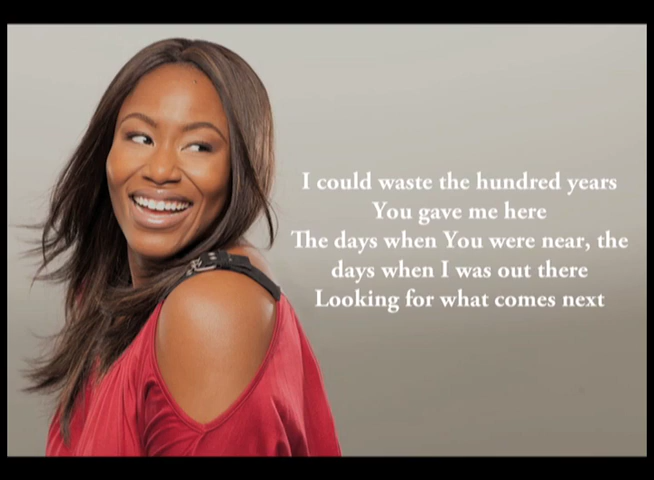 I could waste the hundred years
You gave me here
The days when You were near, the
days when I was out there
Looking for what comes next